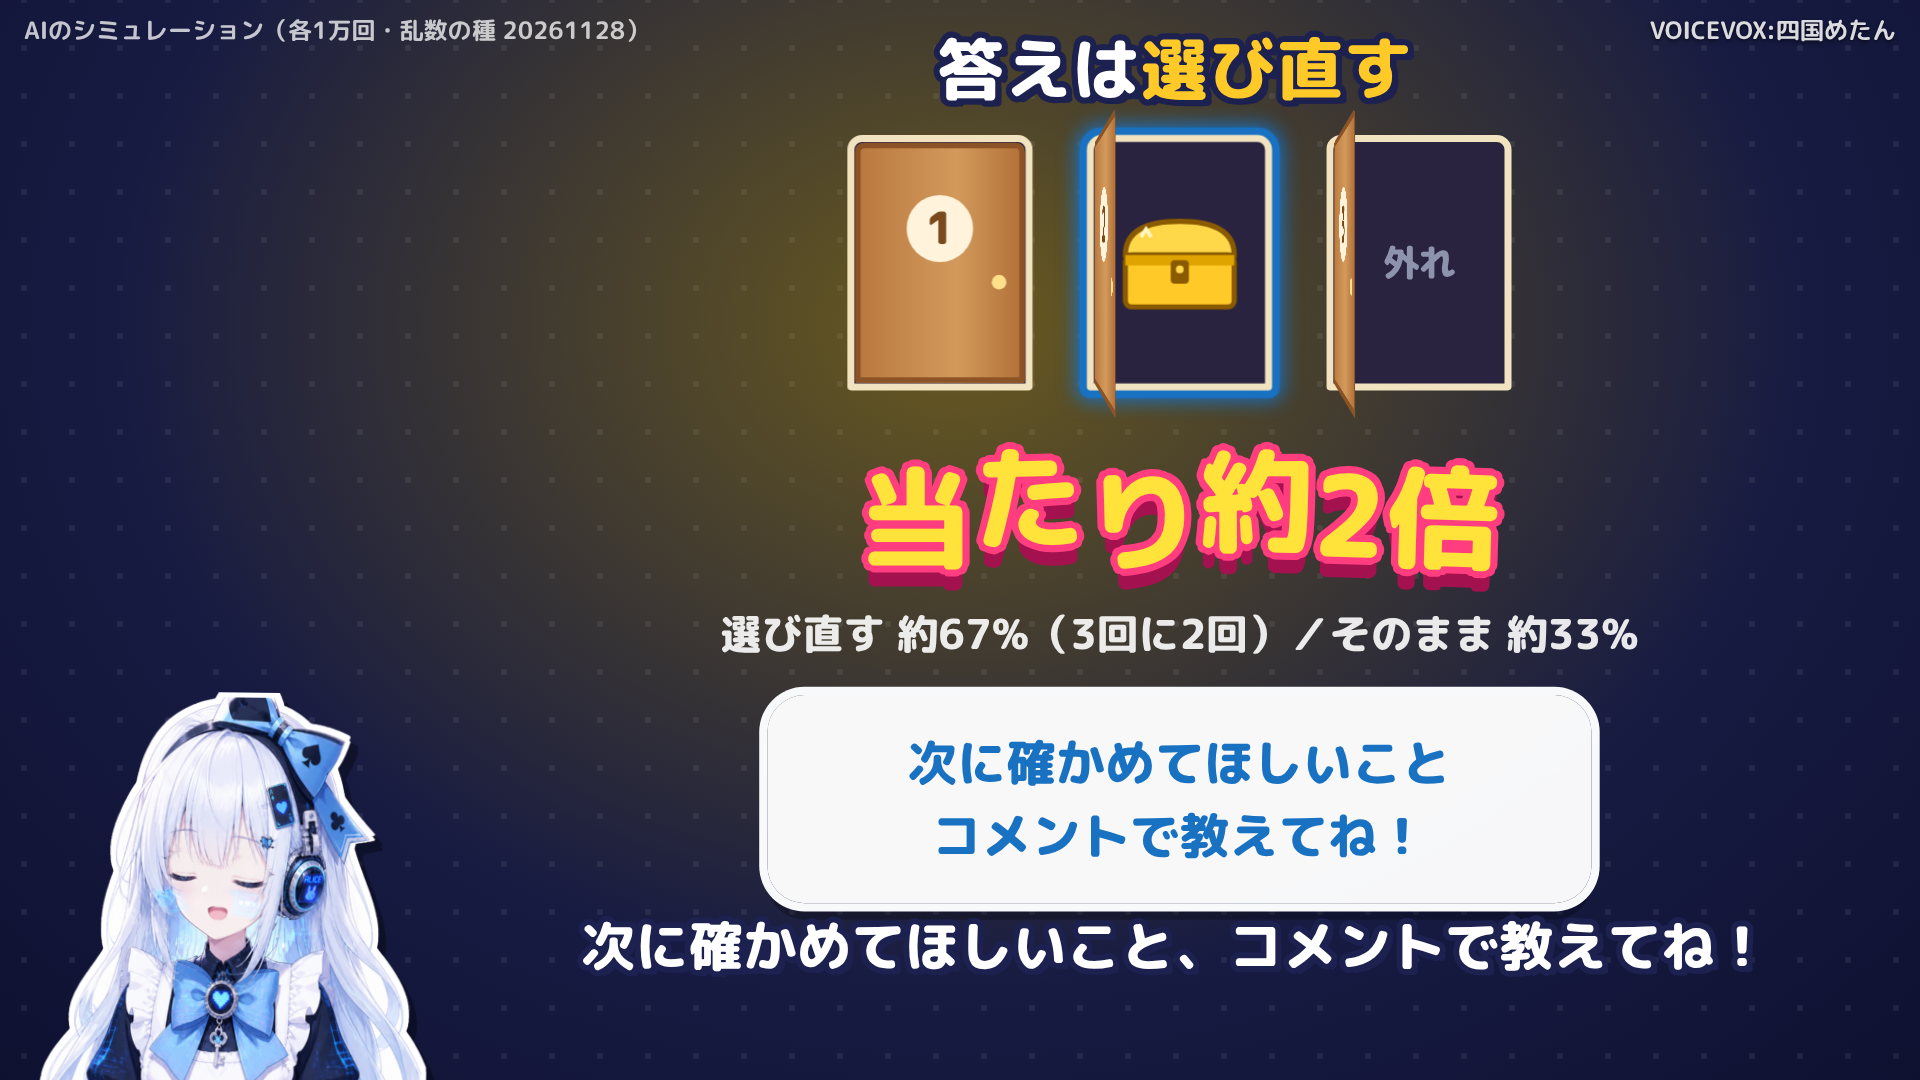 AIのシミュレーション（各1万回・乱数の種 20261128）
VOICEVOX:四国めたん
答えは選び直す
1
外れ
当たり約2倍
選び直す 約67%（3回に2回）／そのまま 約33%
次に確かめてほしいこと
コメントで教えてね！
ALICE
次に確かめてほしいこと、コメントで教えてね！